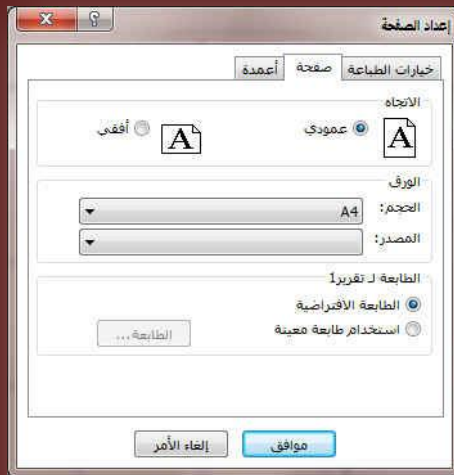 إعداد الصفحة
خيارات الطباعة صفحة أعمدة
الاتجاه
A عمودي A أفقي
الورق
الحجم: A4
المصدر:
الطابعة لـ تقرير1
الطابعة الافتراضية
استخدام طابعة معينة الطابعة...
موافق إلغاء الأمر